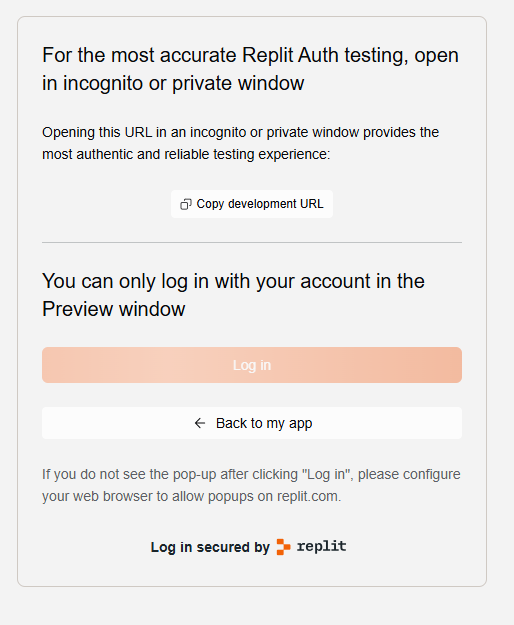 For the most accurate Replit Auth testing, open
in incognito or private window
Opening this URL in an incognito or private window provides the
most authentic and reliable testing experience:
Copy development URL
You can only log in with your account in the
Preview window
Log in
Back to my app
If you do not see the pop-up after clicking "Log in", please configure
your web browser to allow popups on replit.com.
Log in secured by replit